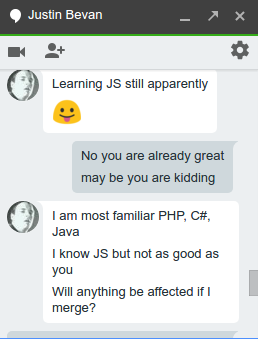 Justin Bevan
Learning JS still apparently
No you are already great
may be you are kidding
I am most familiar PHP, C#,
Java
I know JS but not as good as
you
Will anything be affected if I
merge?